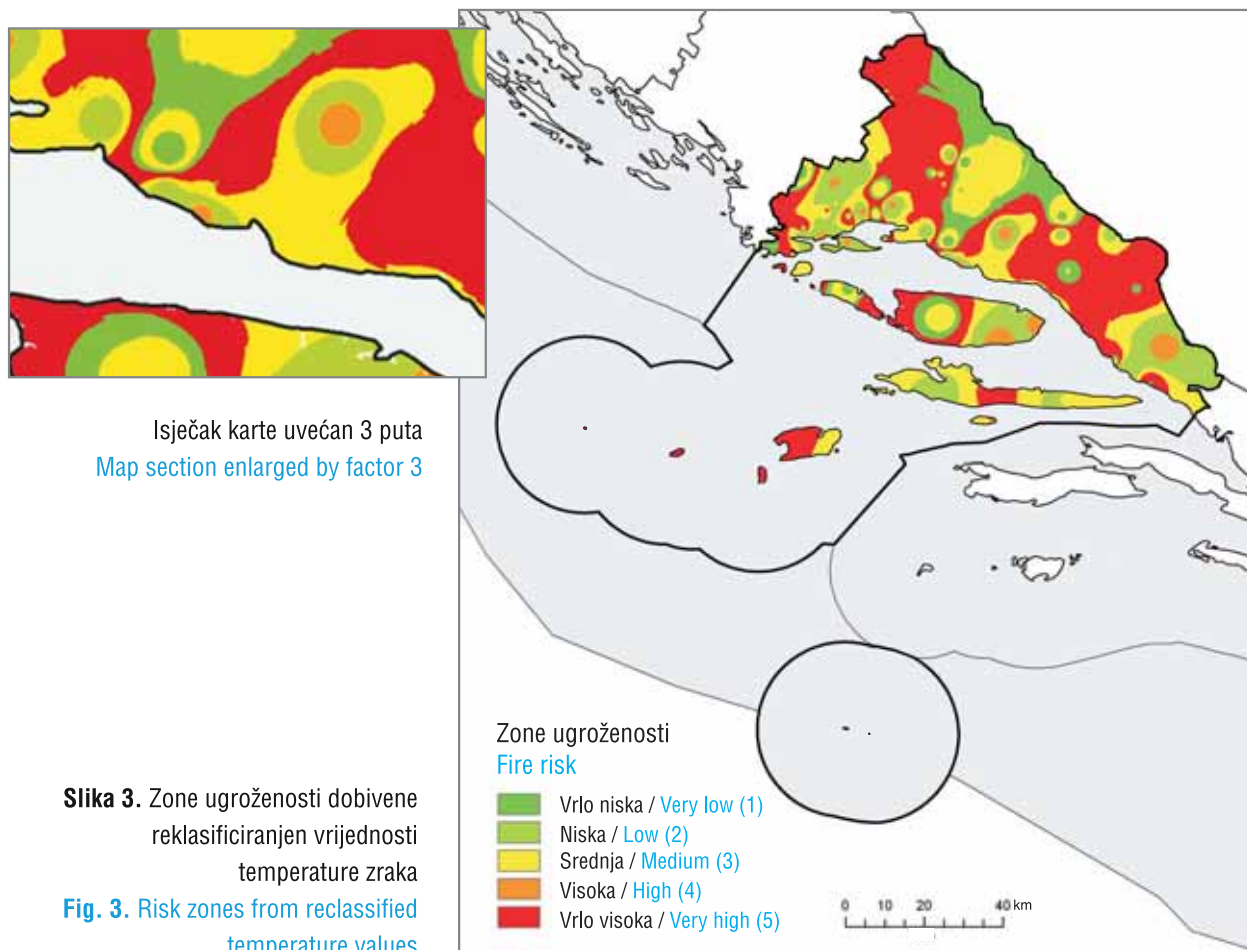 Isječak karte uvećan 3 puta
Map section enlarged by factor 3
Slika 3. Zone ugroženosti dobivene
reklasificiranjen vrijednosti
temperature zraka
Fig. 3. Risk zones from reclassified
temperature values
Zone ugroženosti
Fire risk
Vrlo niska / Very low (1)
Niska / Low (2)
Srednja / Medium (3)
Visoka / High (4)
Vrlo visoka / Very high (5)
0 10 20 40 km